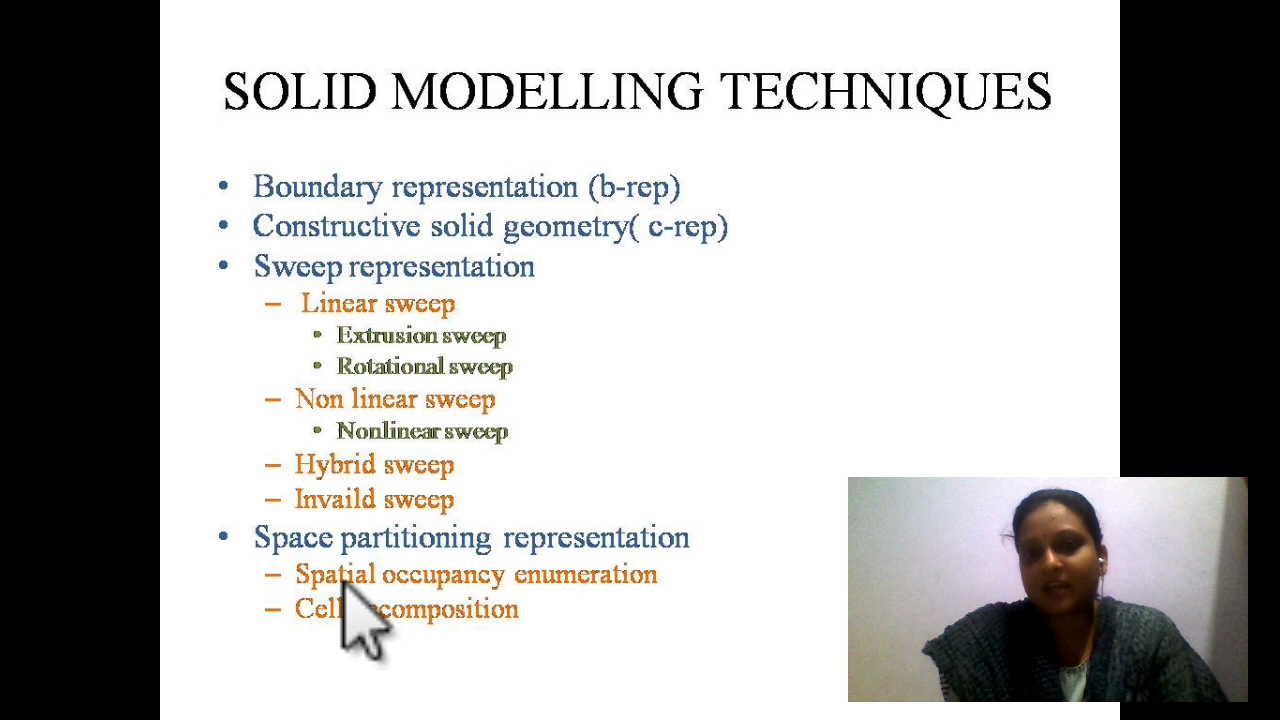 SOLID MODELLING TECHNIQUES
• Boundary representation (b-rep)
• Constructive solid geometry( c-rep)
• Sweep representation
– Linear sweep
• Extrusion sweep
• Rotational sweep
– Non linear sweep
• Nonlinear sweep
– Hybrid sweep
– Invaild sweep
• Space partitioning representation
– Spatial occupancy enumeration
– Cell